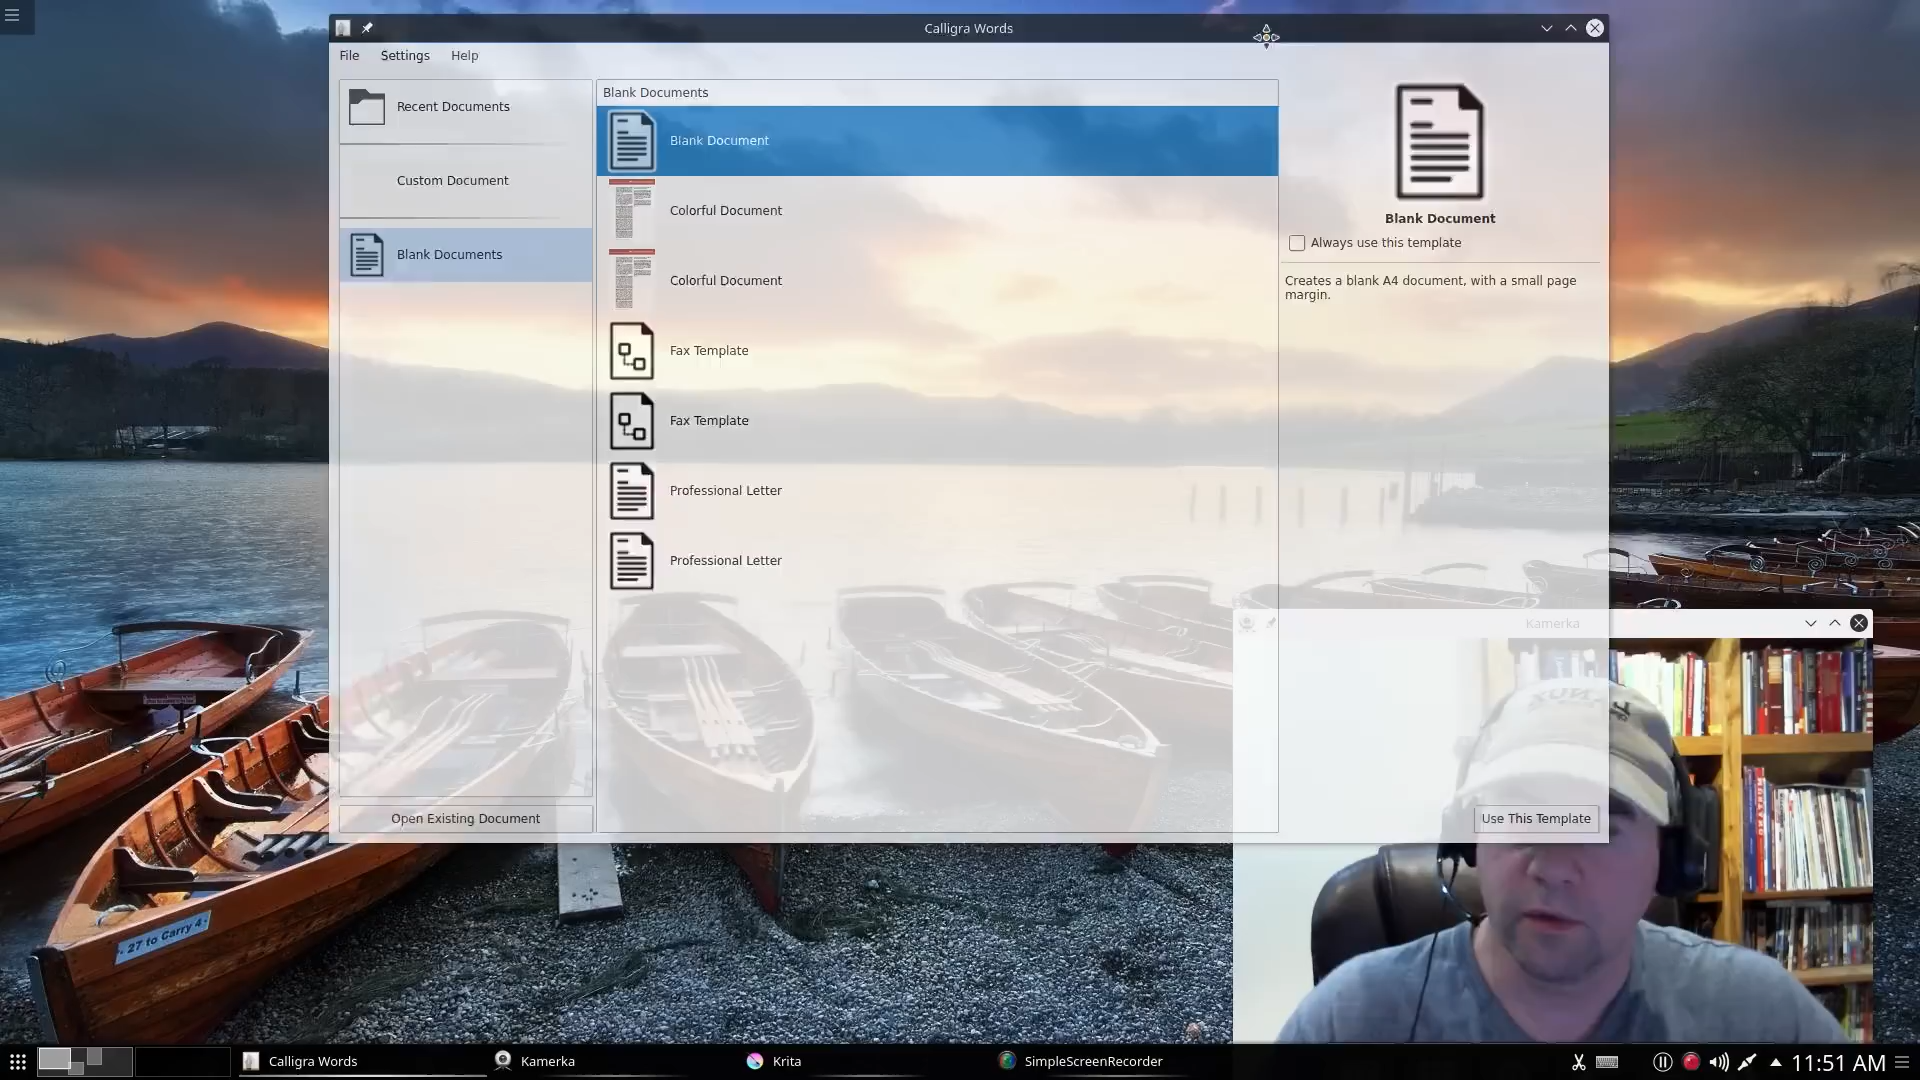 Calligra Words
File Settings Help
Recent Documents
Custom Document
Blank Documents
Open Existing Document
Blank Documents
Blank Document
Colorful Document
Colorful Document
Fax Template
Fax Template
Professional Letter
Professional Letter
Blank Document
Always use this template
Creates a blank A4 document, with a small page
margin.
Use This Template
Kamerka
27 to Carry 4
Calligra Words Kamerka Krita SimpleScreenRecorder 11:51 AM